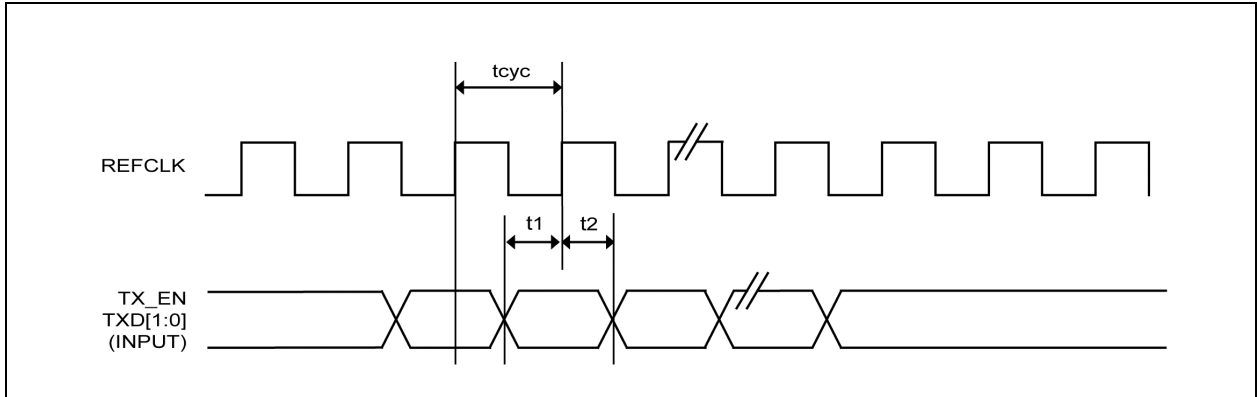 tcyc
REFCLK
t1
t2
TX_EN
TXD[1:0]
(INPUT)